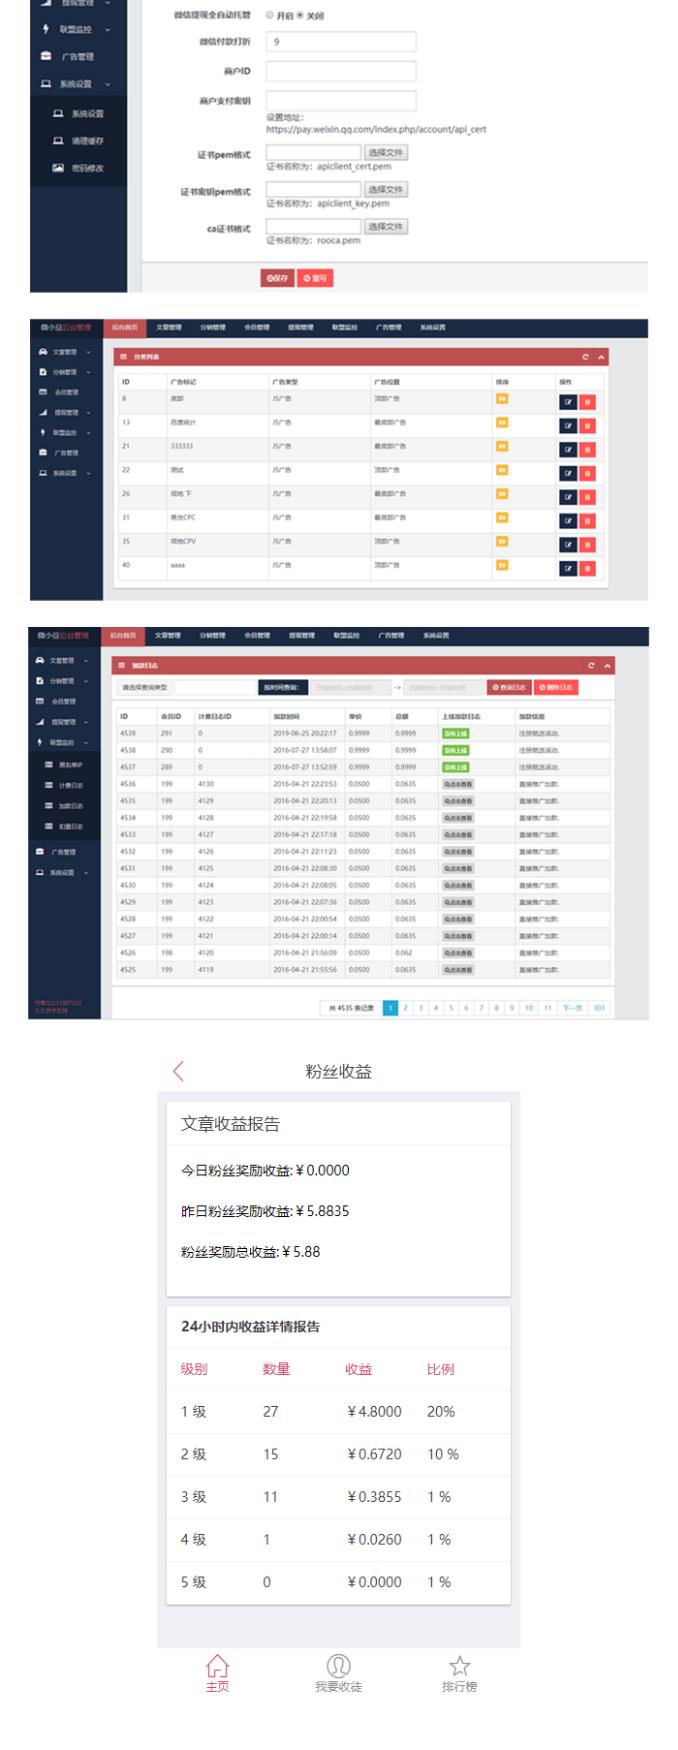 提现管理
微信提现全自动托管 开启 关闭
联盟监控
微信付款打折 9
广告管理
商户ID
系统设置
商户支付密钥
系统设置
设置地址:
https://pay.weixin.qq.com/index.php/account/api_cert
清理缓存
证书pem格式 选择文件
证书名称为: apiclient_cert.pem
密码修改
证书密钥pem格式 选择文件
证书名称为: apiclient_key.pem
ca证书格式 选择文件
证书名称为: rooca.pem
保存 重写
微小豆后台管理 后台首页 文章管理 分销管理 会员管理 提现管理 联盟监控 广告管理 系统设置
文章管理
分类列表
分销管理
会员管理
提现管理
联盟监控
广告管理
系统设置
ID 广告标记 广告类型 广告位置 排序 操作
8 底部 JS广告 顶部广告 99
13 百度统计 JS广告 最底部广告 99
21 333333 JS广告 最底部广告 99
22 测试 JS广告 顶部广告 99
26 领地 下 JS广告 最底部广告 99
31 易加CPC JS广告 最底部广告 99
35 领地CPV JS广告 顶部广告 99
40 aaaa JS广告 顶部广告 99
微小豆后台管理 后台首页 文章管理 分销管理 会员管理 提现管理 联盟监控 广告管理 系统设置
文章管理
分销管理
会员管理
提现管理
联盟监控
黑名单IP
计费日志
加款日志
扣量日志
广告管理
系统设置
加款日志
请选择查询类型 按时间查询: -> 查询日志 删除日志
ID 会员ID 计费日志ID 加款时间 单价 总额 上线加款日志 加款信息
4539 291 0 2019-06-25 20:22:17 0.9999 0.9999 没有上线 注册就送活动.
4538 290 0 2016-07-27 13:58:07 0.9999 0.9999 没有上线 注册就送活动.
4537 289 0 2016-07-27 13:52:59 0.9999 0.9999 没有上线 注册就送活动.
4536 199 4130 2016-04-21 22:23:53 0.0500 0.0635 点击查看 直接推广加款.
4535 199 4129 2016-04-21 22:20:13 0.0500 0.0635 点击查看 直接推广加款.
4534 199 4128 2016-04-21 22:19:58 0.0500 0.0635 点击查看 直接推广加款.
4533 199 4127 2016-04-21 22:17:18 0.0500 0.0635 点击查看 直接推广加款.
4532 199 4126 2016-04-21 22:11:23 0.0500 0.0635 点击查看 直接推广加款.
4531 199 4125 2016-04-21 22:08:30 0.0500 0.0635 点击查看 直接推广加款.
4530 199 4124 2016-04-21 22:08:05 0.0500 0.0635 点击查看 直接推广加款.
4529 199 4123 2016-04-21 22:07:36 0.0500 0.0635 点击查看 直接推广加款.
4528 199 4122 2016-04-21 22:00:54 0.0500 0.0635 点击查看 直接推广加款.
4527 199 4121 2016-04-21 22:00:14 0.0500 0.0635 点击查看 直接推广加款.
4526 198 4120 2016-04-21 21:56:09 0.0500 0.062 点击查看 直接推广加款.
4525 199 4119 2016-04-21 21:55:56 0.0500 0.0635 点击查看 直接推广加款.
共 4535 条记录 1 2 3 4 5 6 7 8 9 10 11 下一页 303
粉丝收益
文章收益报告
今日粉丝奖励收益:￥0.0000
昨日粉丝奖励收益:￥5.8835
粉丝奖励总收益:￥5.88
24小时内收益详情报告
级别 数量 收益 比例
1 级 27 ￥4.8000 20%
2 级 15 ￥0.6720 10 %
3 级 11 ￥0.3855 1 %
4 级 1 ￥0.0260 1 %
5 级 0 ￥0.0000 1 %
主页 我要收徒 排行榜